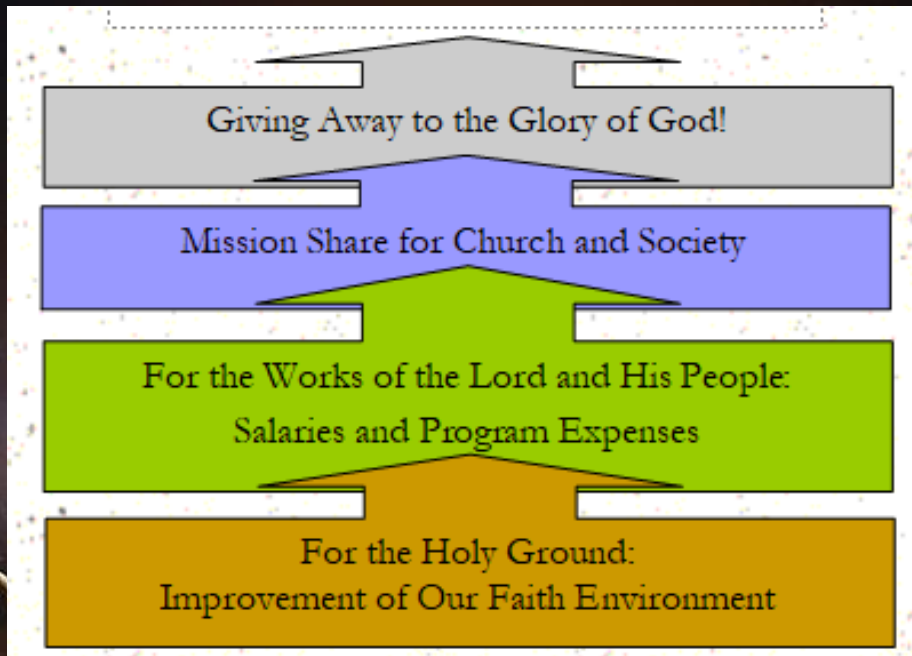 Giving Away to the Glory of God!
Mission Share for Church and Society
For the Works of the Lord and His People:
Salaries and Program Expenses
For the Holy Ground:
Improvement of Our Faith Environment